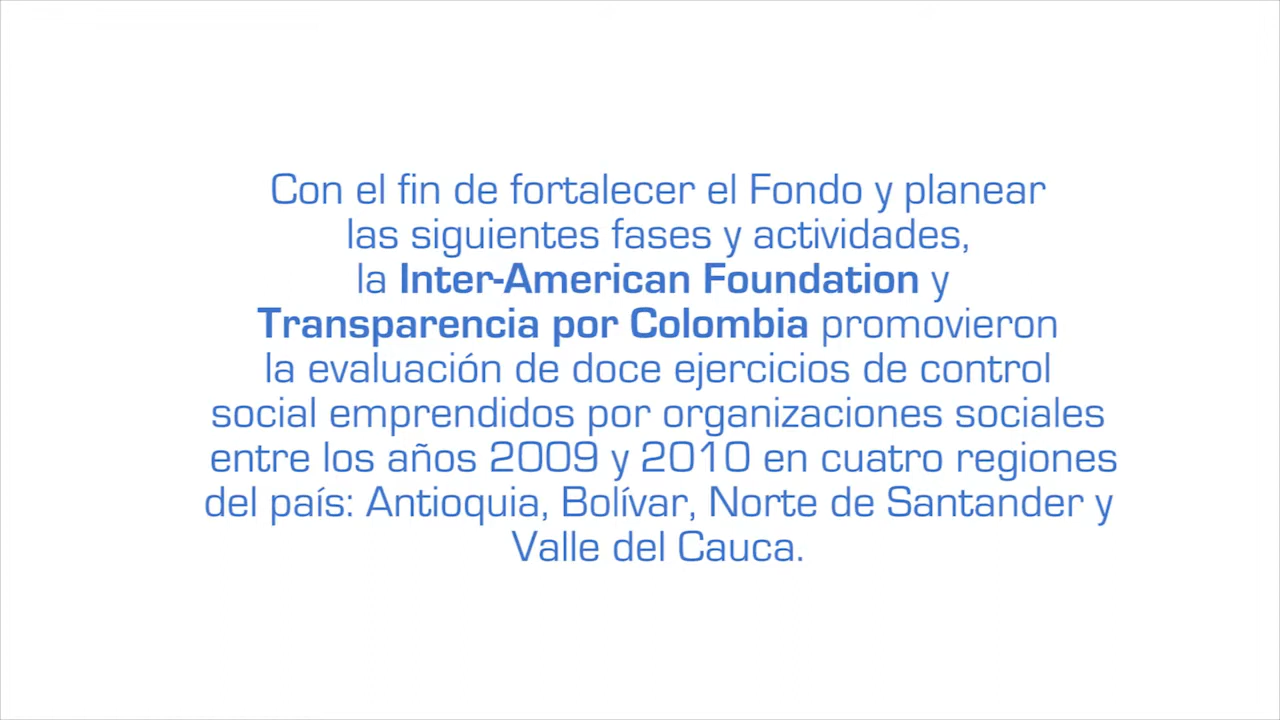 Con el fin de fortalecer el Fondo y planear
las siguientes fases y actividades,
la Inter-American Foundation y
Transparencia por Colombia promovieron
la evaluación de doce ejercicios de control
social emprendidos por organizaciones sociales
entre los años 2009 y 2010 en cuatro regiones
del país: Antioquia, Bolívar, Norte de Santander y
Valle del Cauca.